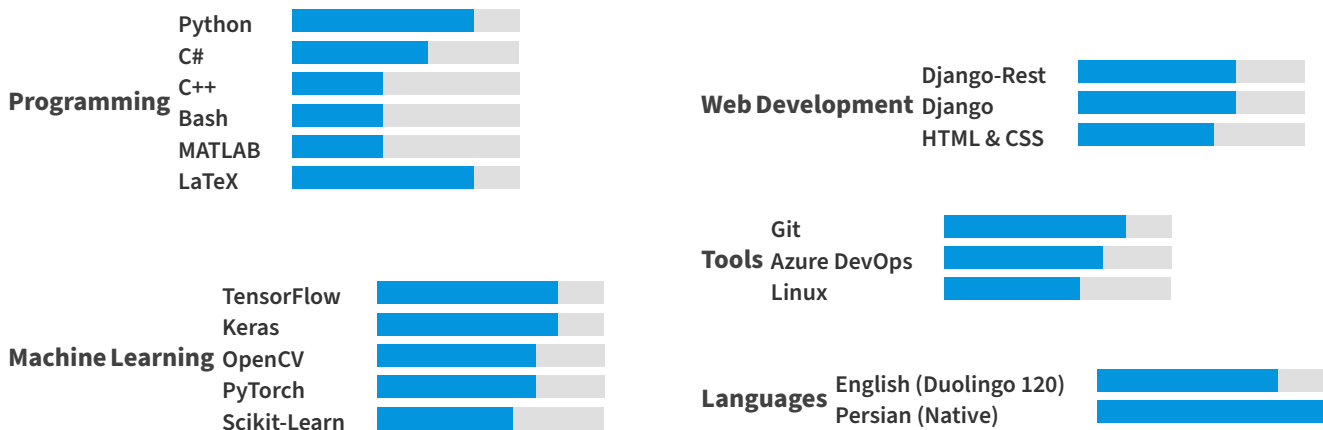 Programming
Python
C#
C++
Bash
MATLAB
LaTeX
Machine Learning
TensorFlow
Keras
OpenCV
PyTorch
Scikit-Learn
Web Development
Django-Rest
Django
HTML & CSS
Tools
Git
Azure DevOps
Linux
Languages
English (Duolingo 120)
Persian (Native)